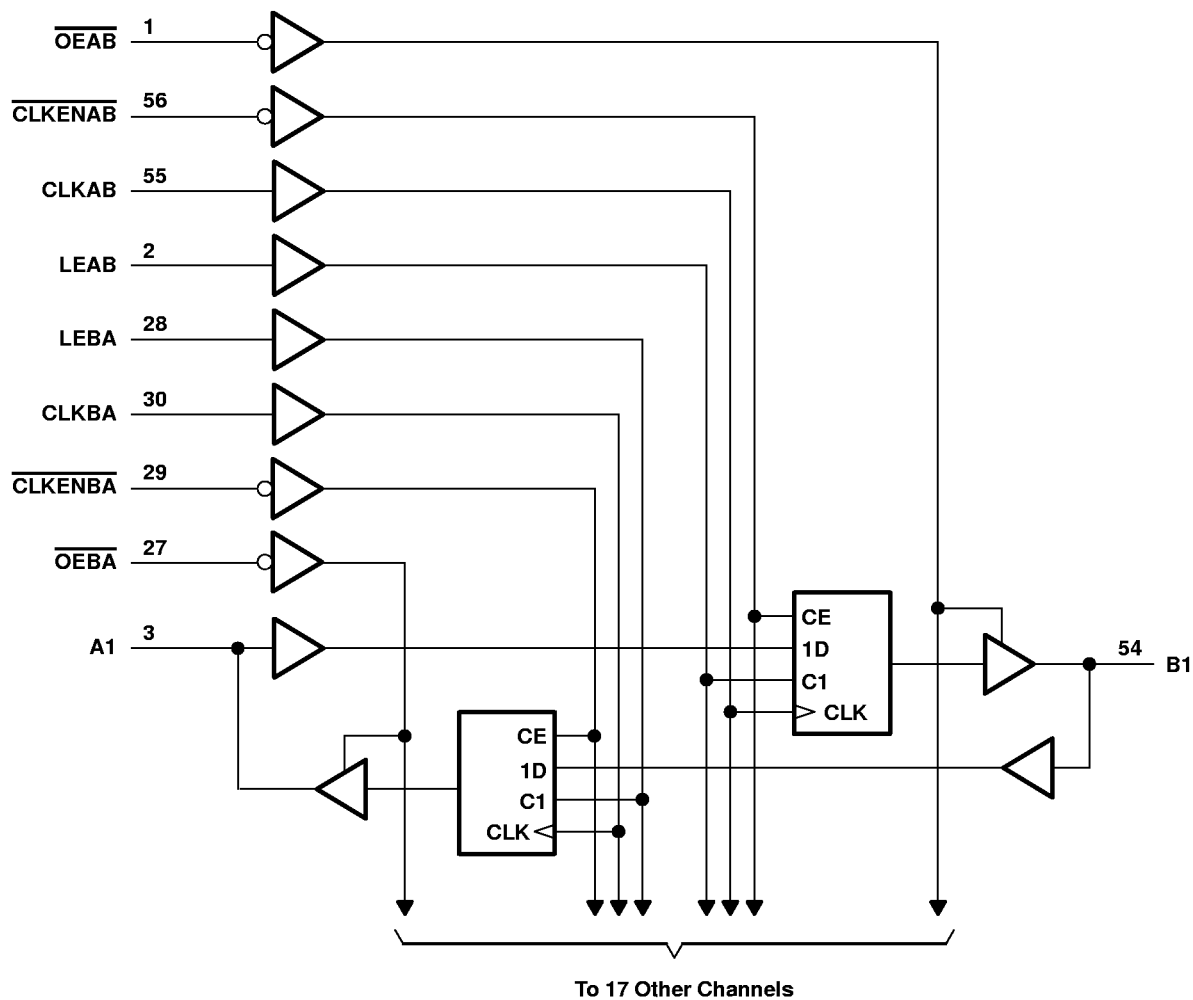 OEAB 1
CLKENAB 56
CLKAB 55
LEAB 2
LEBA 28
CLKBA 30
CLKENBA 29
OEBA 27
A1 3
CE
1D
C1
CLK
54 B1
CE
1D
C1
CLK
To 17 Other Channels